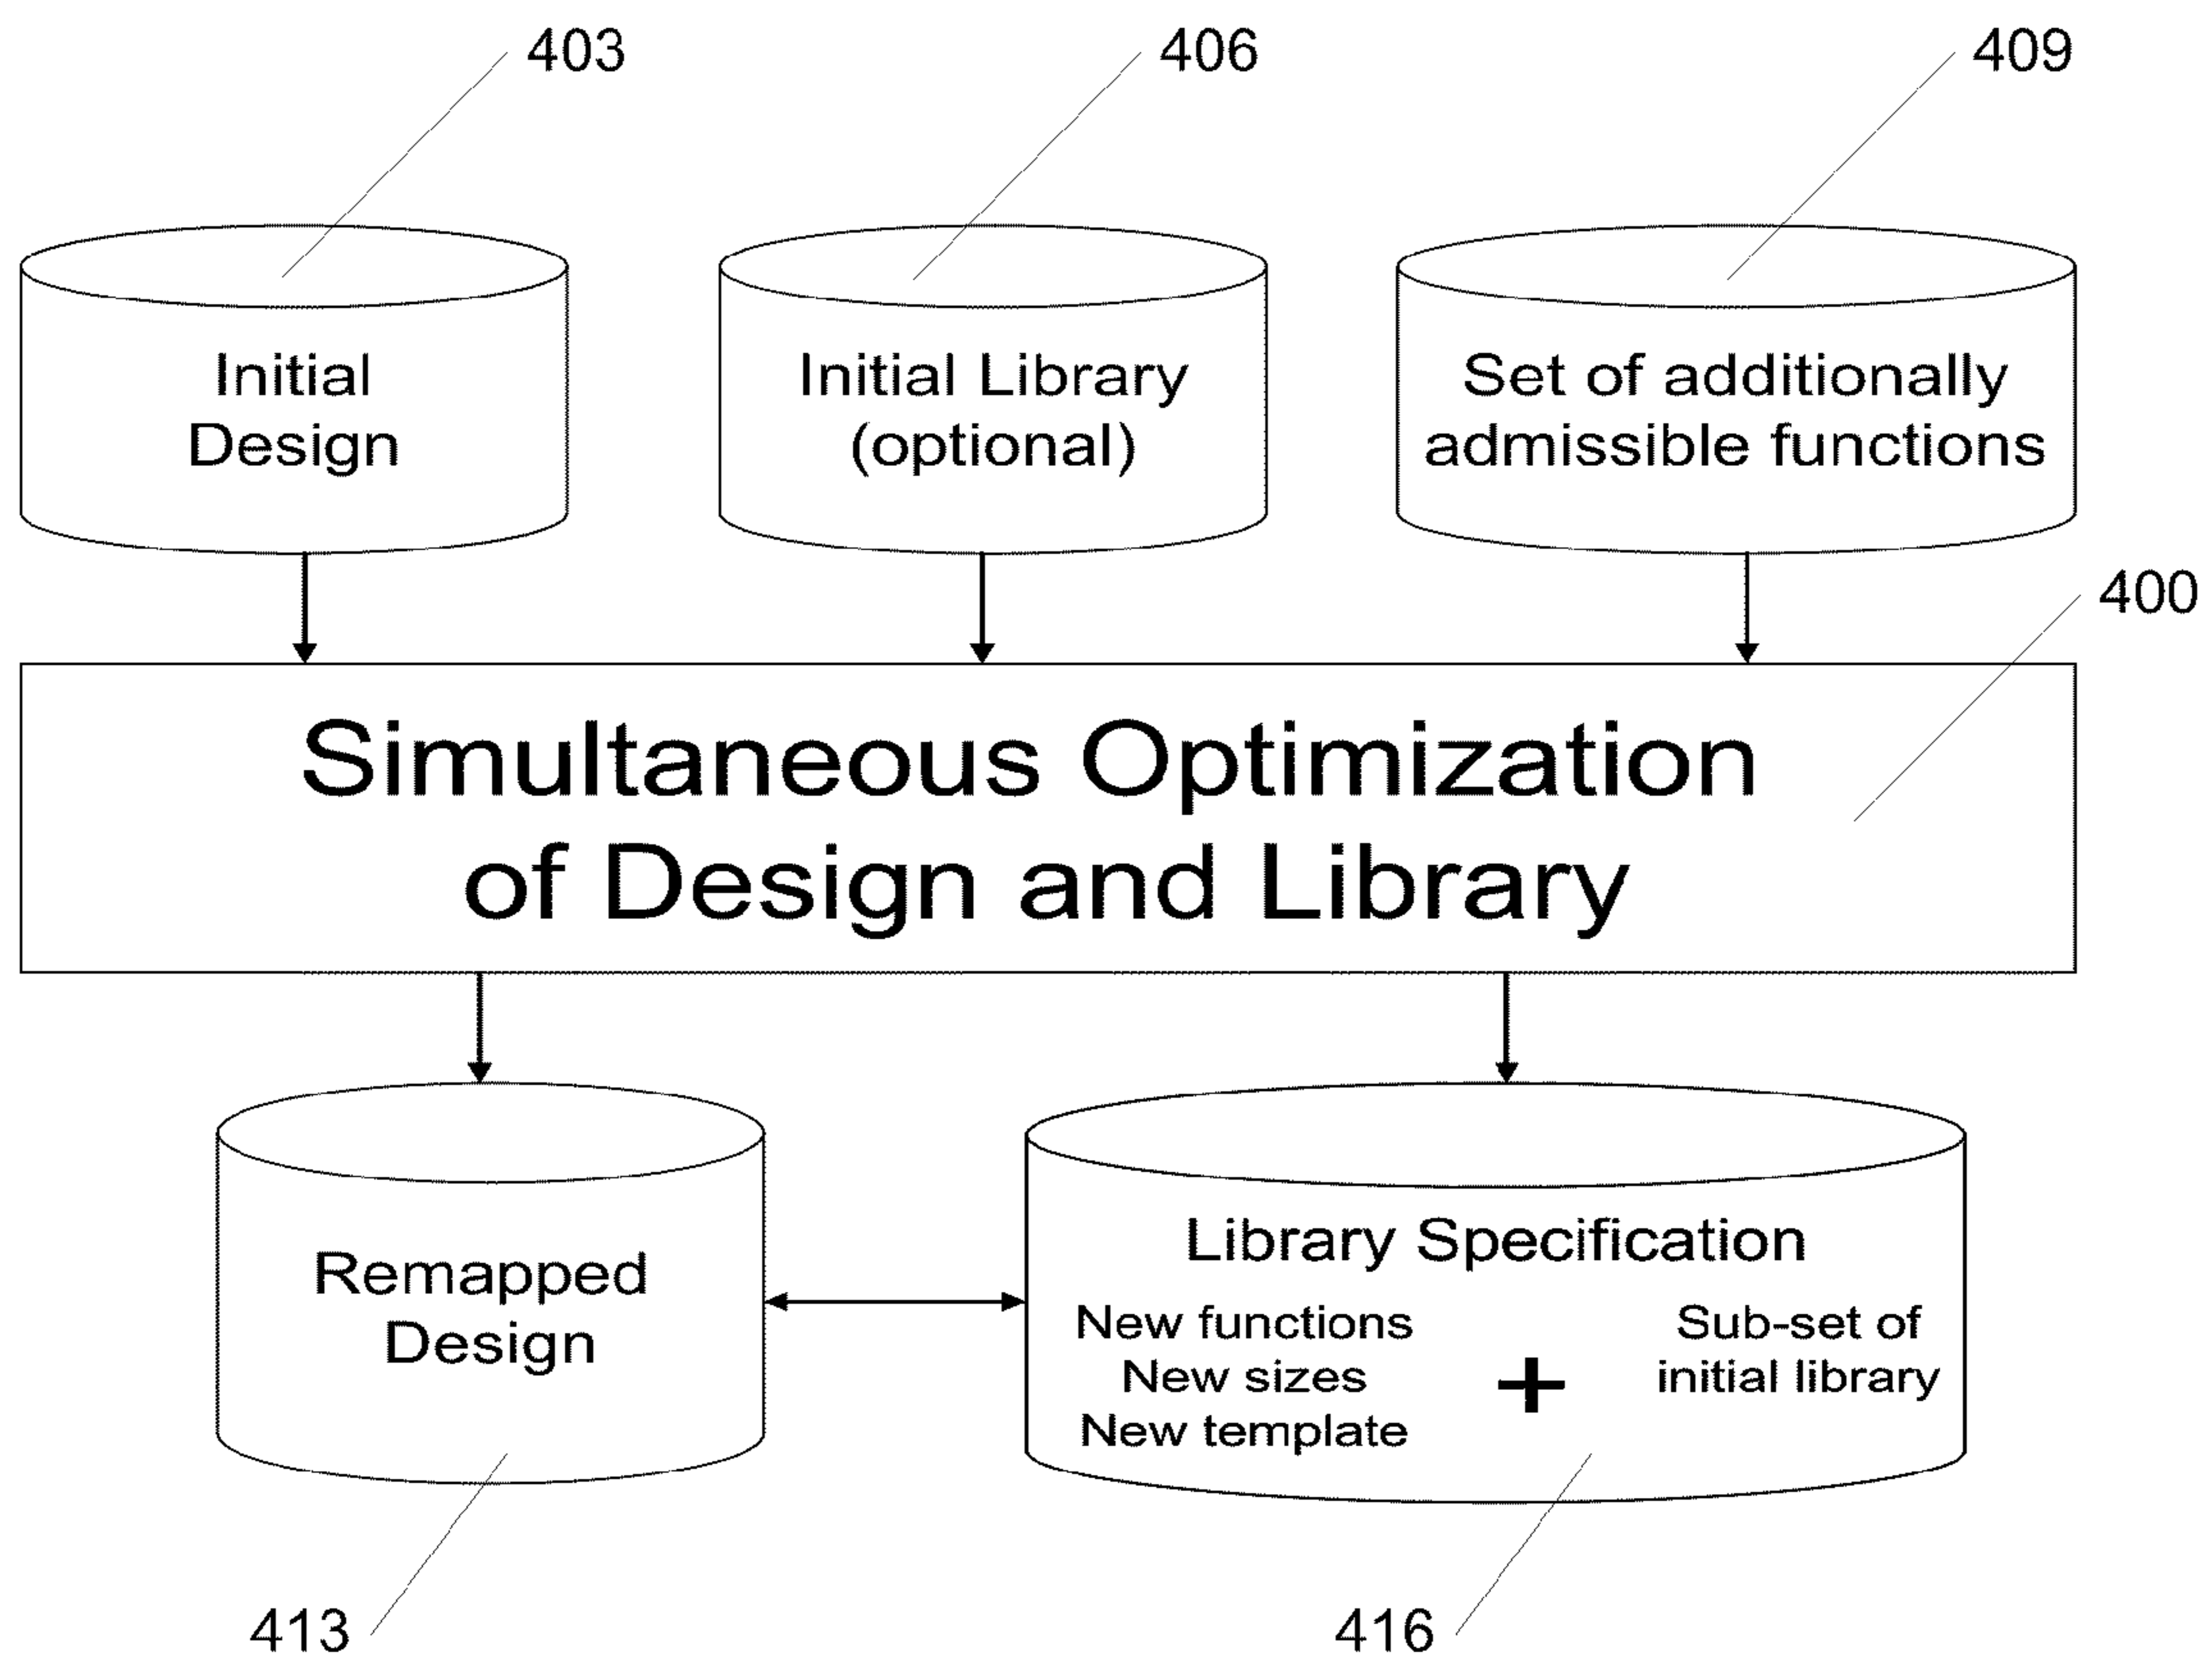 403
406
409
Initial
Design
Initial Library
(optional)
Set of additionally
admissible functions
400
Simultaneous Optimization
of Design and Library
Remapped
Design
Library Specification
New functions
New sizes
New template
+
Sub-set of
initial library
413
416